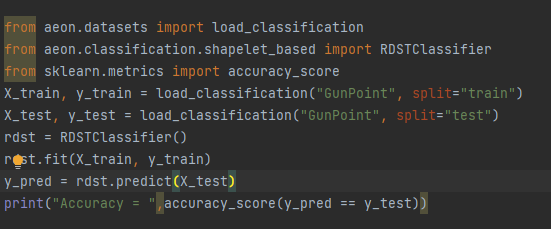 from aeon.datasets import load_classification
from aeon.classification.shapelet_based import RDSTClassifier
from sklearn.metrics import accuracy_score
X_train, y_train = load_classification("GunPoint", split="train")
X_test, y_test = load_classification("GunPoint", split="test")
rdst = RDSTClassifier()
rdst.fit(X_train, y_train)
y_pred = rdst.predict(X_test)
print("Accuracy = ",accuracy_score(y_pred == y_test))